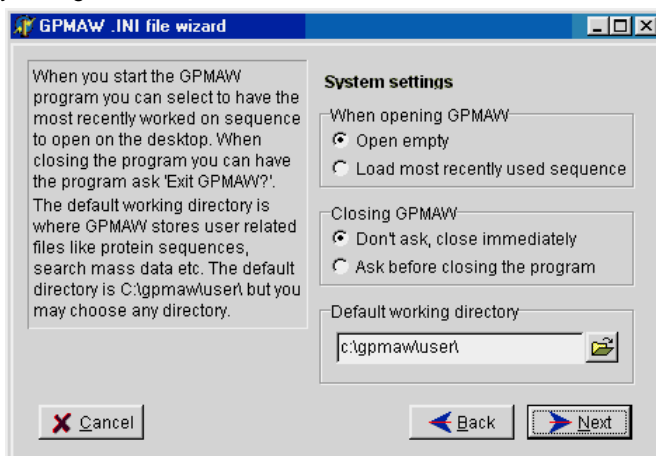 GPMAW .INI file wizard
When you start the GPMAW
program you can select to have the
most recently worked on sequence
to open on the desktop. When
closing the program you can have
the program ask 'Exit GPMAW?'.
The default working directory is
where GPMAW stores user related
files like protein sequences,
search mass data etc. The default
directory is C:\gpmaw\user\ but you
may choose any directory.
System settings
When opening GPMAW
Open empty
Load most recently used sequence
Closing GPMAW
Don't ask, close immediately
Ask before closing the program
Default working directory
c:\gpmaw\user\
Cancel
Back
Next